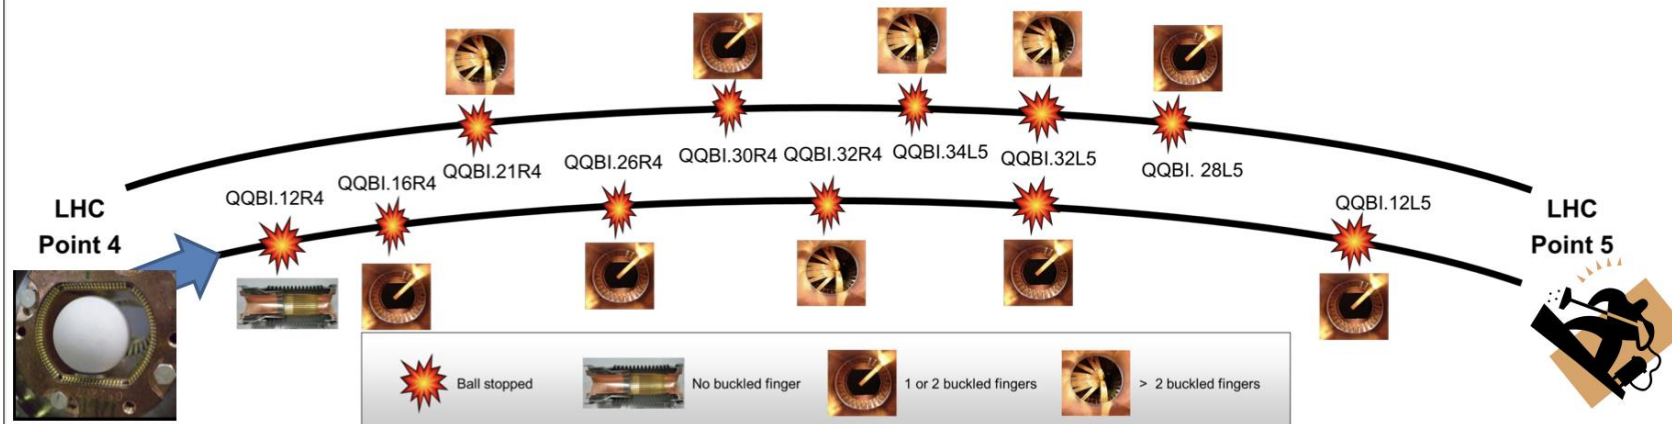 QQBI.12R4
QQBI.16R4
QQBI.21R4
QQBI.26R4
QQBI.30R4
QQBI.32R4
QQBI.34L5
QQBI.32L5
QQBI. 28L5
QQBI.12L5
LHC
Point 4
LHC
Point 5
Ball stopped
No buckled finger
1 or 2 buckled fingers
> 2 buckled fingers